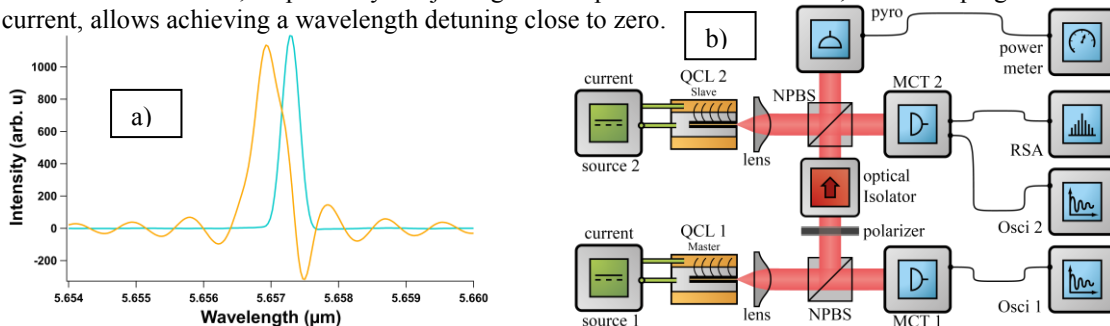 current, allows achieving a wavelength detuning close to zero.
a)
Intensity (arb. u)
1000
800
600
400
200
0
-200
5.654
5.655
5.656
5.657
5.658
5.659
5.660
Wavelength (µm)
b)
pyro
power
meter
current
QCL 2
Slave
NPBS
MCT 2
source 2
lens
RSA
optical
Isolator
Osci 2
current
QCL 1
Master
polarizer
source 1
lens
NPBS
MCT 1
Osci 1